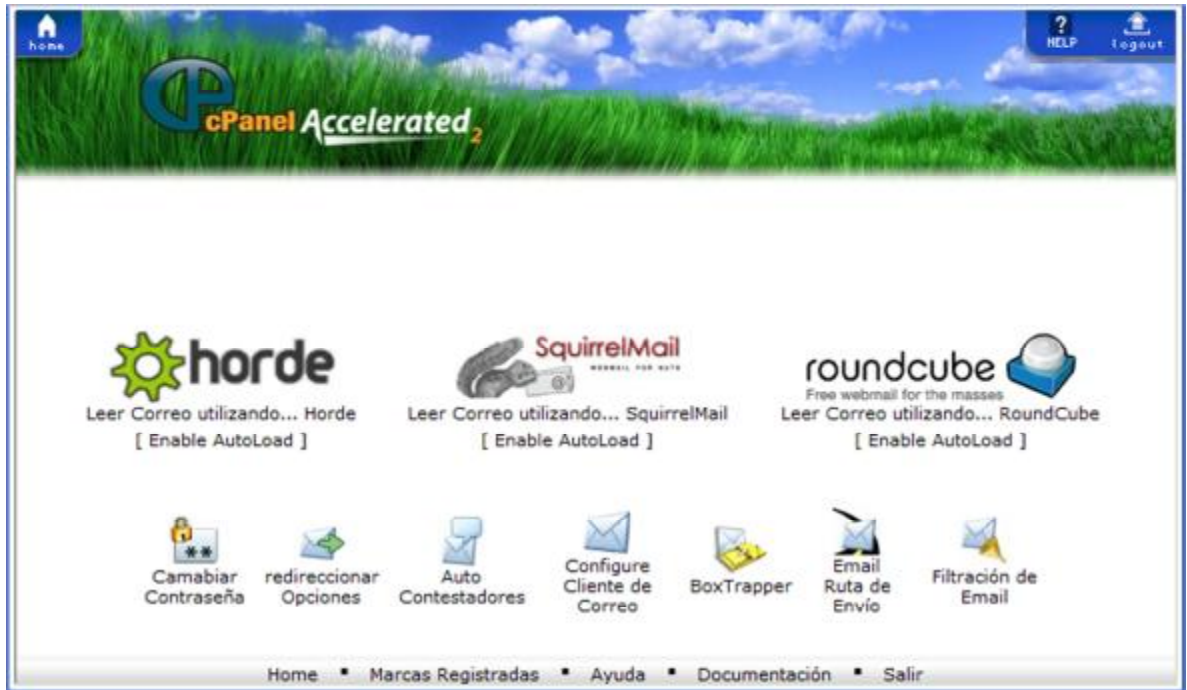 home
HELP
logout
cPanel Accelerated2
horde
SquirrelMail
WEBMAIL FOR NUTS
roundcube
Free webmail for the masses
Leer Correo utilizando... Horde
Leer Correo utilizando... SquirrelMail
Leer Correo utilizando... RoundCube
[ Enable AutoLoad ]
[ Enable AutoLoad ]
[ Enable AutoLoad ]
**
Camabiar
Contraseña
redireccionar
Opciones
Auto
Contestadores
Configure
Cliente de
Correo
BoxTrapper
Email
Ruta de
Envío
Filtración de
Email
Home ▪ Marcas Registradas ▪ Ayuda ▪ Documentación ▪ Salir